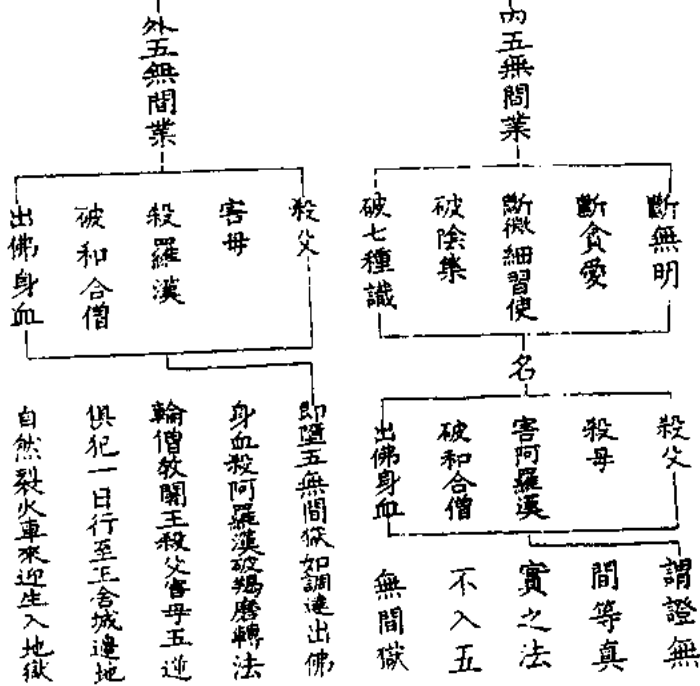 內五無間業
斷無明
斷貪愛
斷微細習使
破陰集
破七種識
名
殺父
殺母
害阿羅漢
破和合僧
出佛身血
謂證無
間等真
實之法
不入五
無間獄
外五無間業
殺父
害母
殺羅漢
破和合僧
出佛身血
即墮五無間獄如調達出佛
身血殺阿羅漢破羯磨轉法
輪僧教闍王殺父害母五逆
俱犯一日行至王舍城邊地
自然裂火車來迎生入地獄